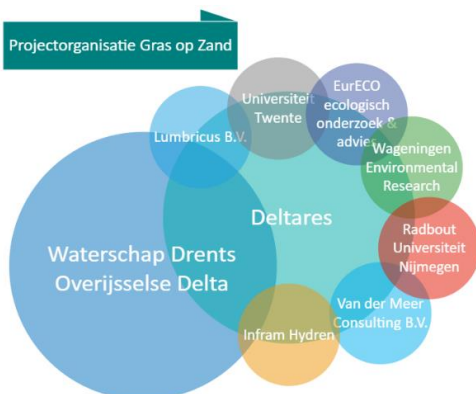 Projectorganisatie Gras op Zand
Universiteit
Twente
EurECO
ecologisch
onderzoek &
advies
Lumbricus B.V.
Wageningen
Environmental
Research
Deltares
Radbout
Universiteit
Nijmegen
Waterschap Drents
Overijsselse Delta
Van der Meer
Consulting B.V.
Infram Hydren